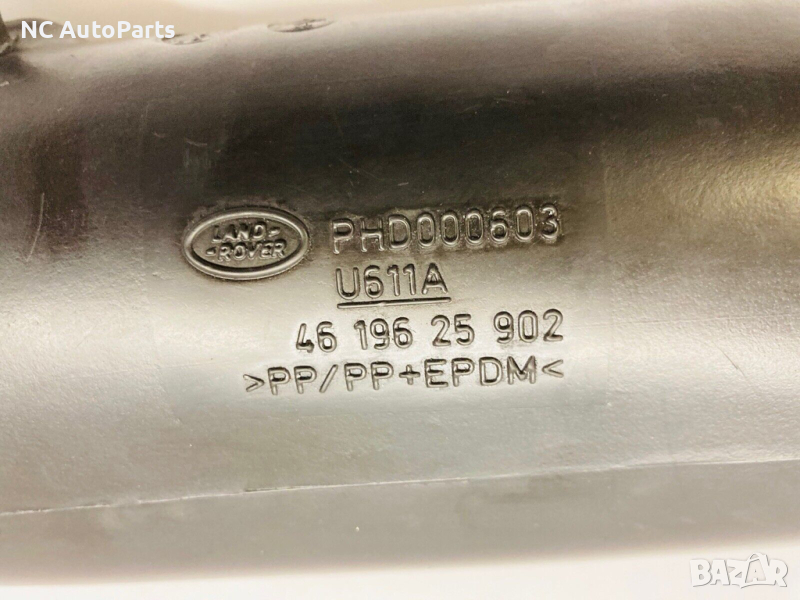 NC AutoParts
LAND-
-ROVER
PHD000603
U611A
46 196 25 902
>PP/PP+EPDM<
BAZAR